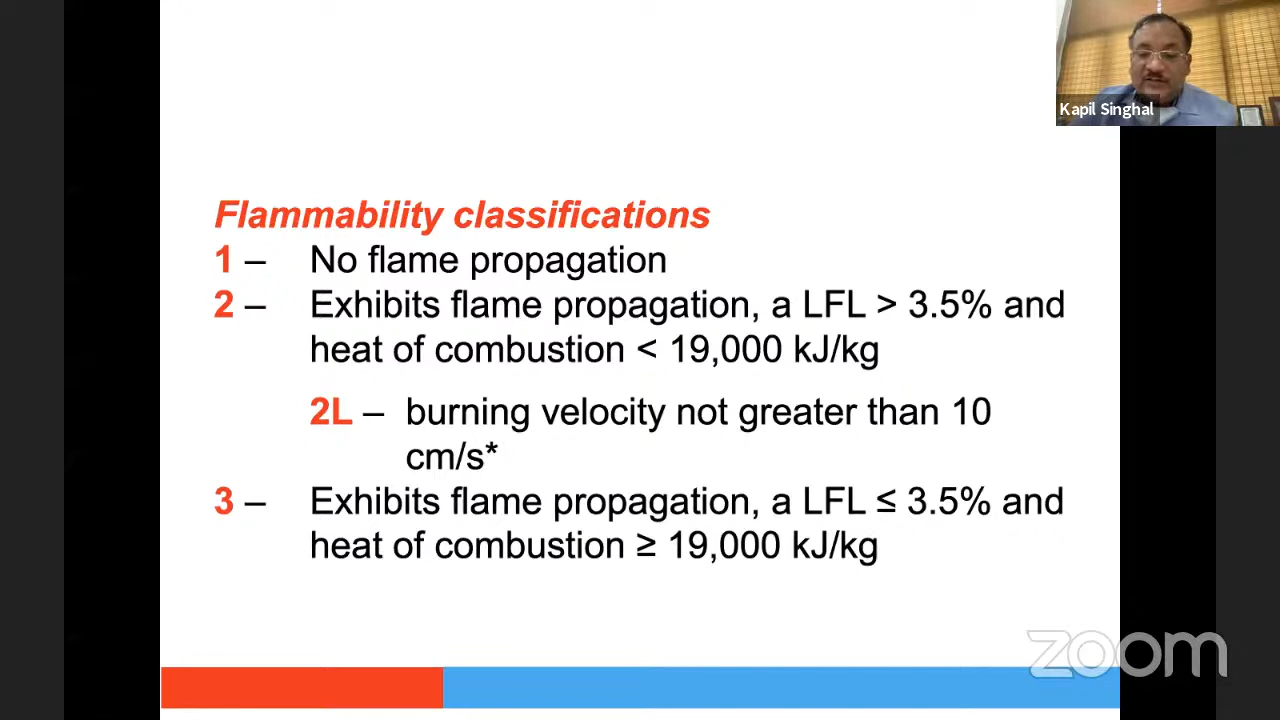 Kapil Singhal
Flammability classifications
1 – No flame propagation
2 – Exhibits flame propagation, a LFL > 3.5% and
heat of combustion < 19,000 kJ/kg
2L – burning velocity not greater than 10
cm/s*
3 – Exhibits flame propagation, a LFL ≤ 3.5% and
heat of combustion ≥ 19,000 kJ/kg
zoom